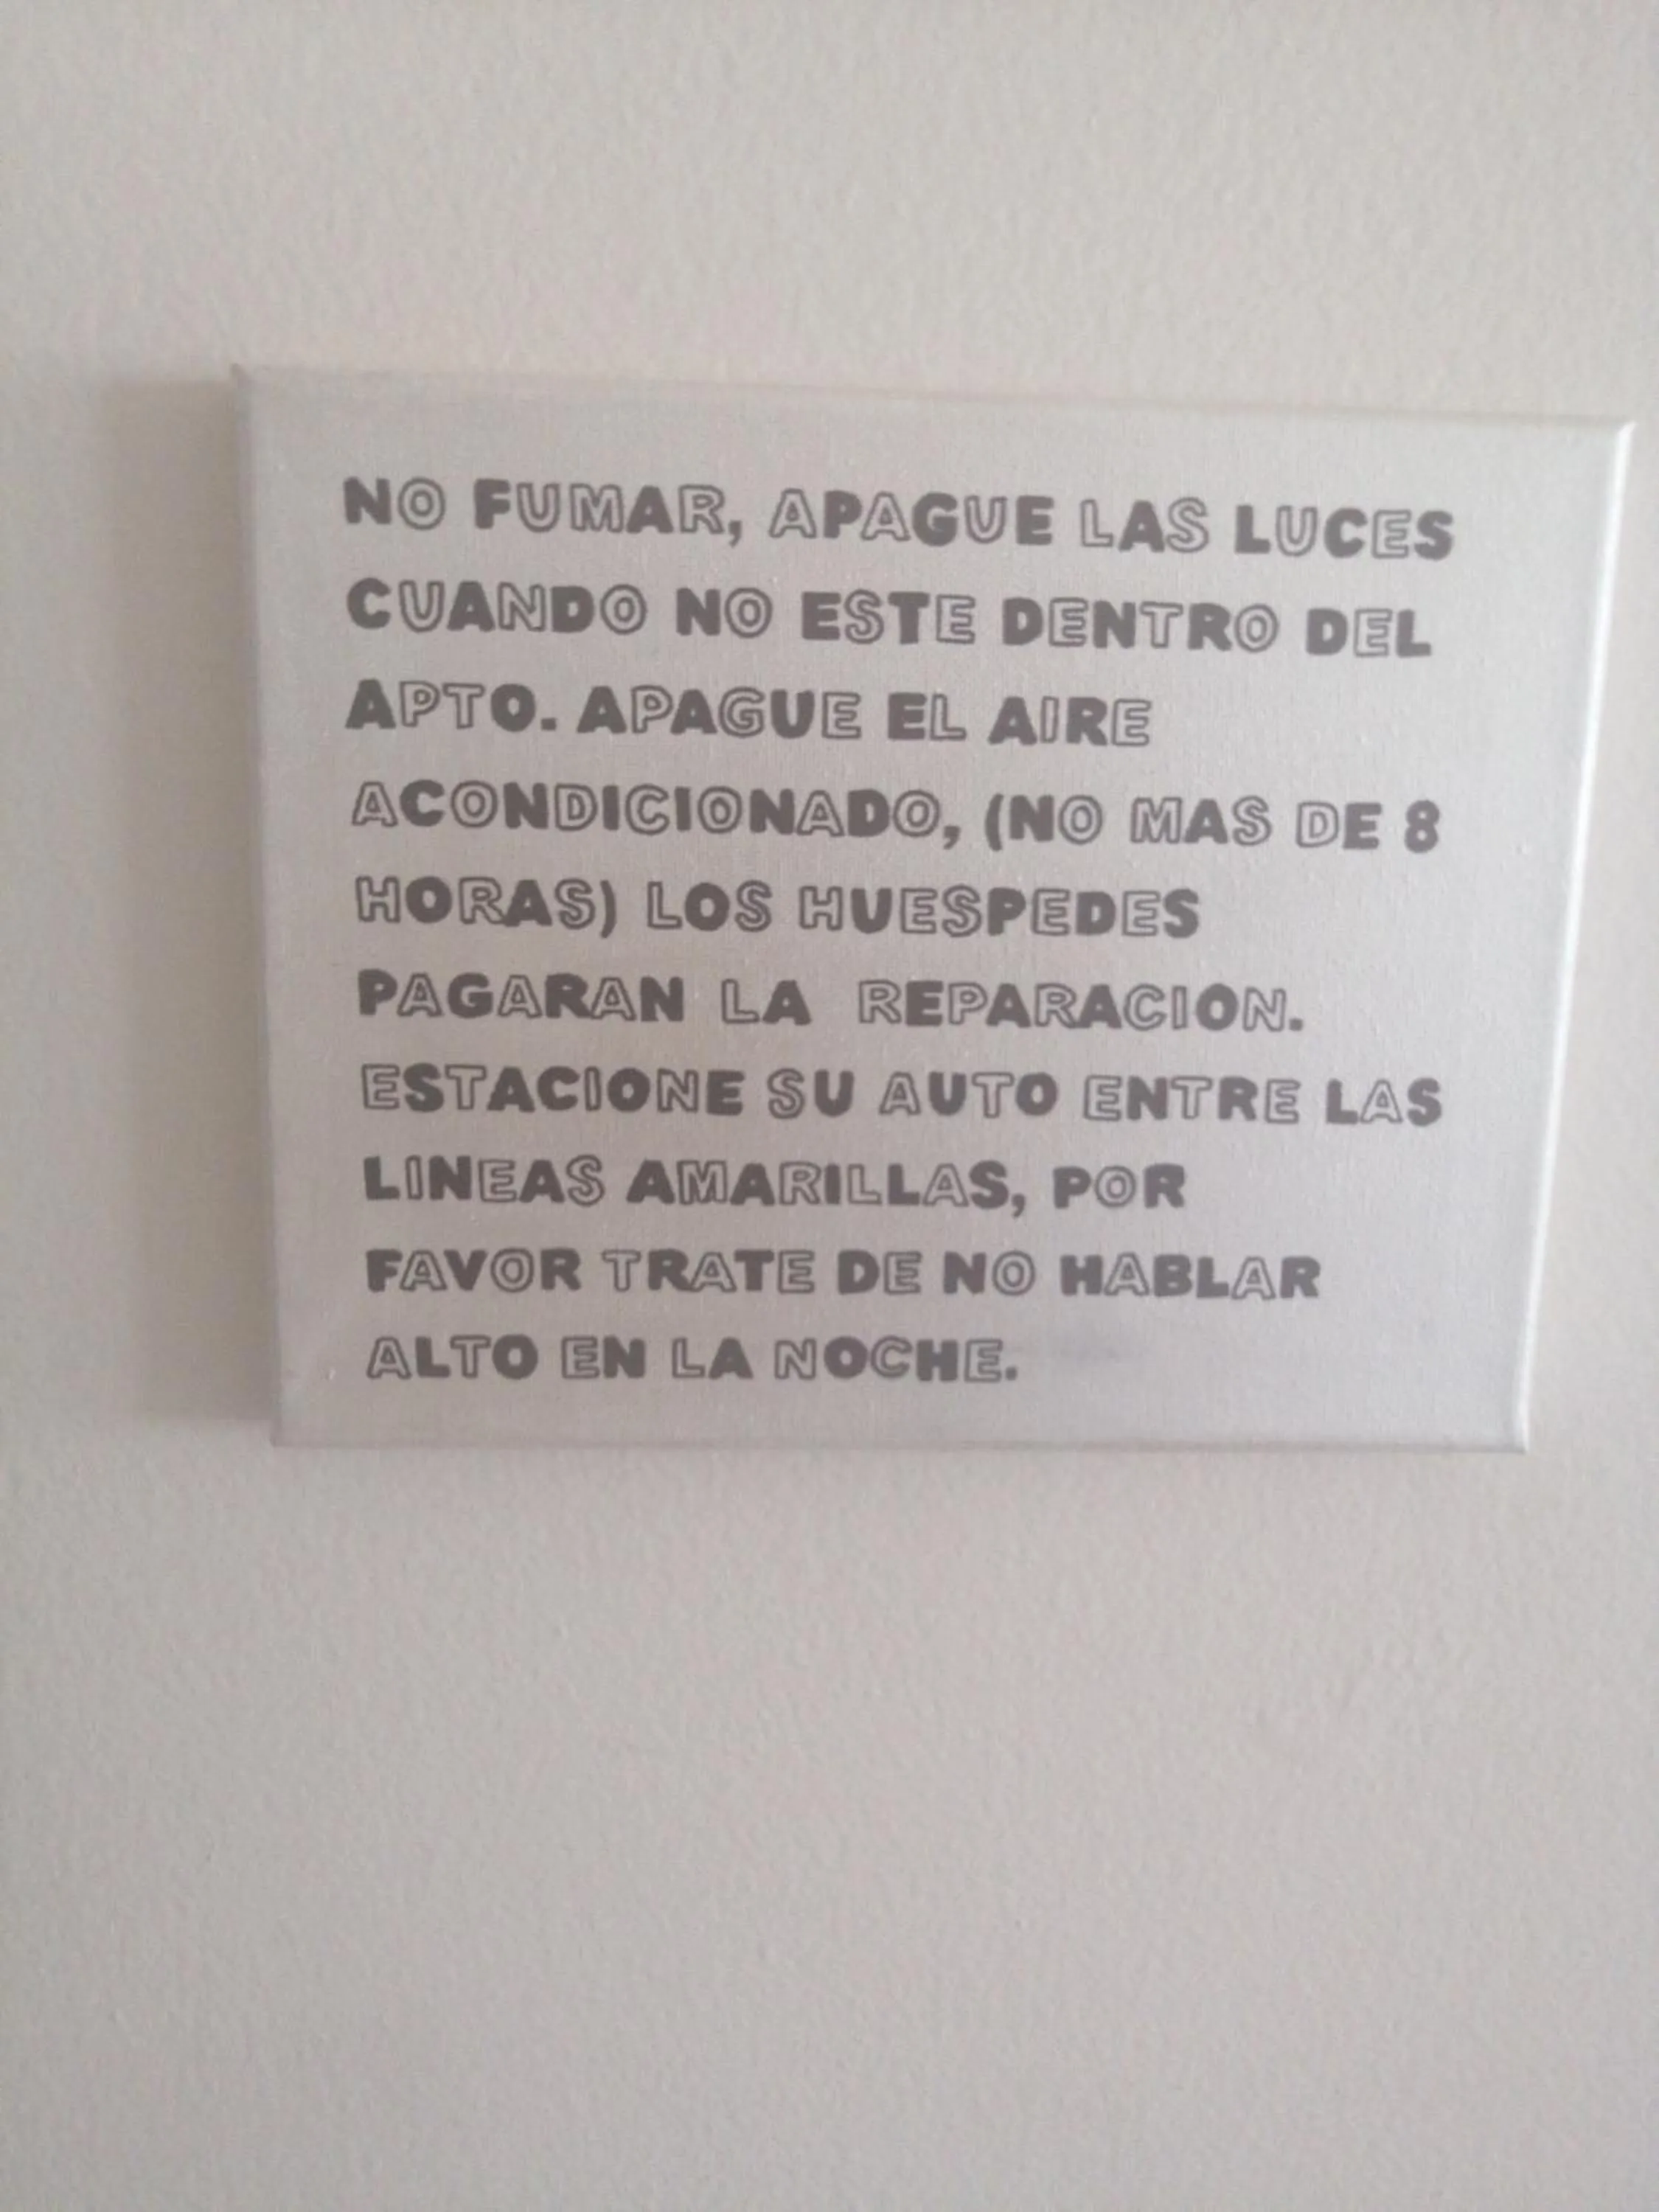 NO FUMAR, APAGUE LAS LUCES
CUANDO NO ESTE DENTRO DEL
APTO. APAGUE EL AIRE
ACONDICIONADO, (NO MAS DE 8
HORAS) LOS HUESPEDES
PAGARAN LA REPARACION.
ESTACIONE SU AUTO ENTRE LAS
LINEAS AMARILLAS, POR
FAVOR TRATE DE NO HABLAR
ALTO EN LA NOCHE.